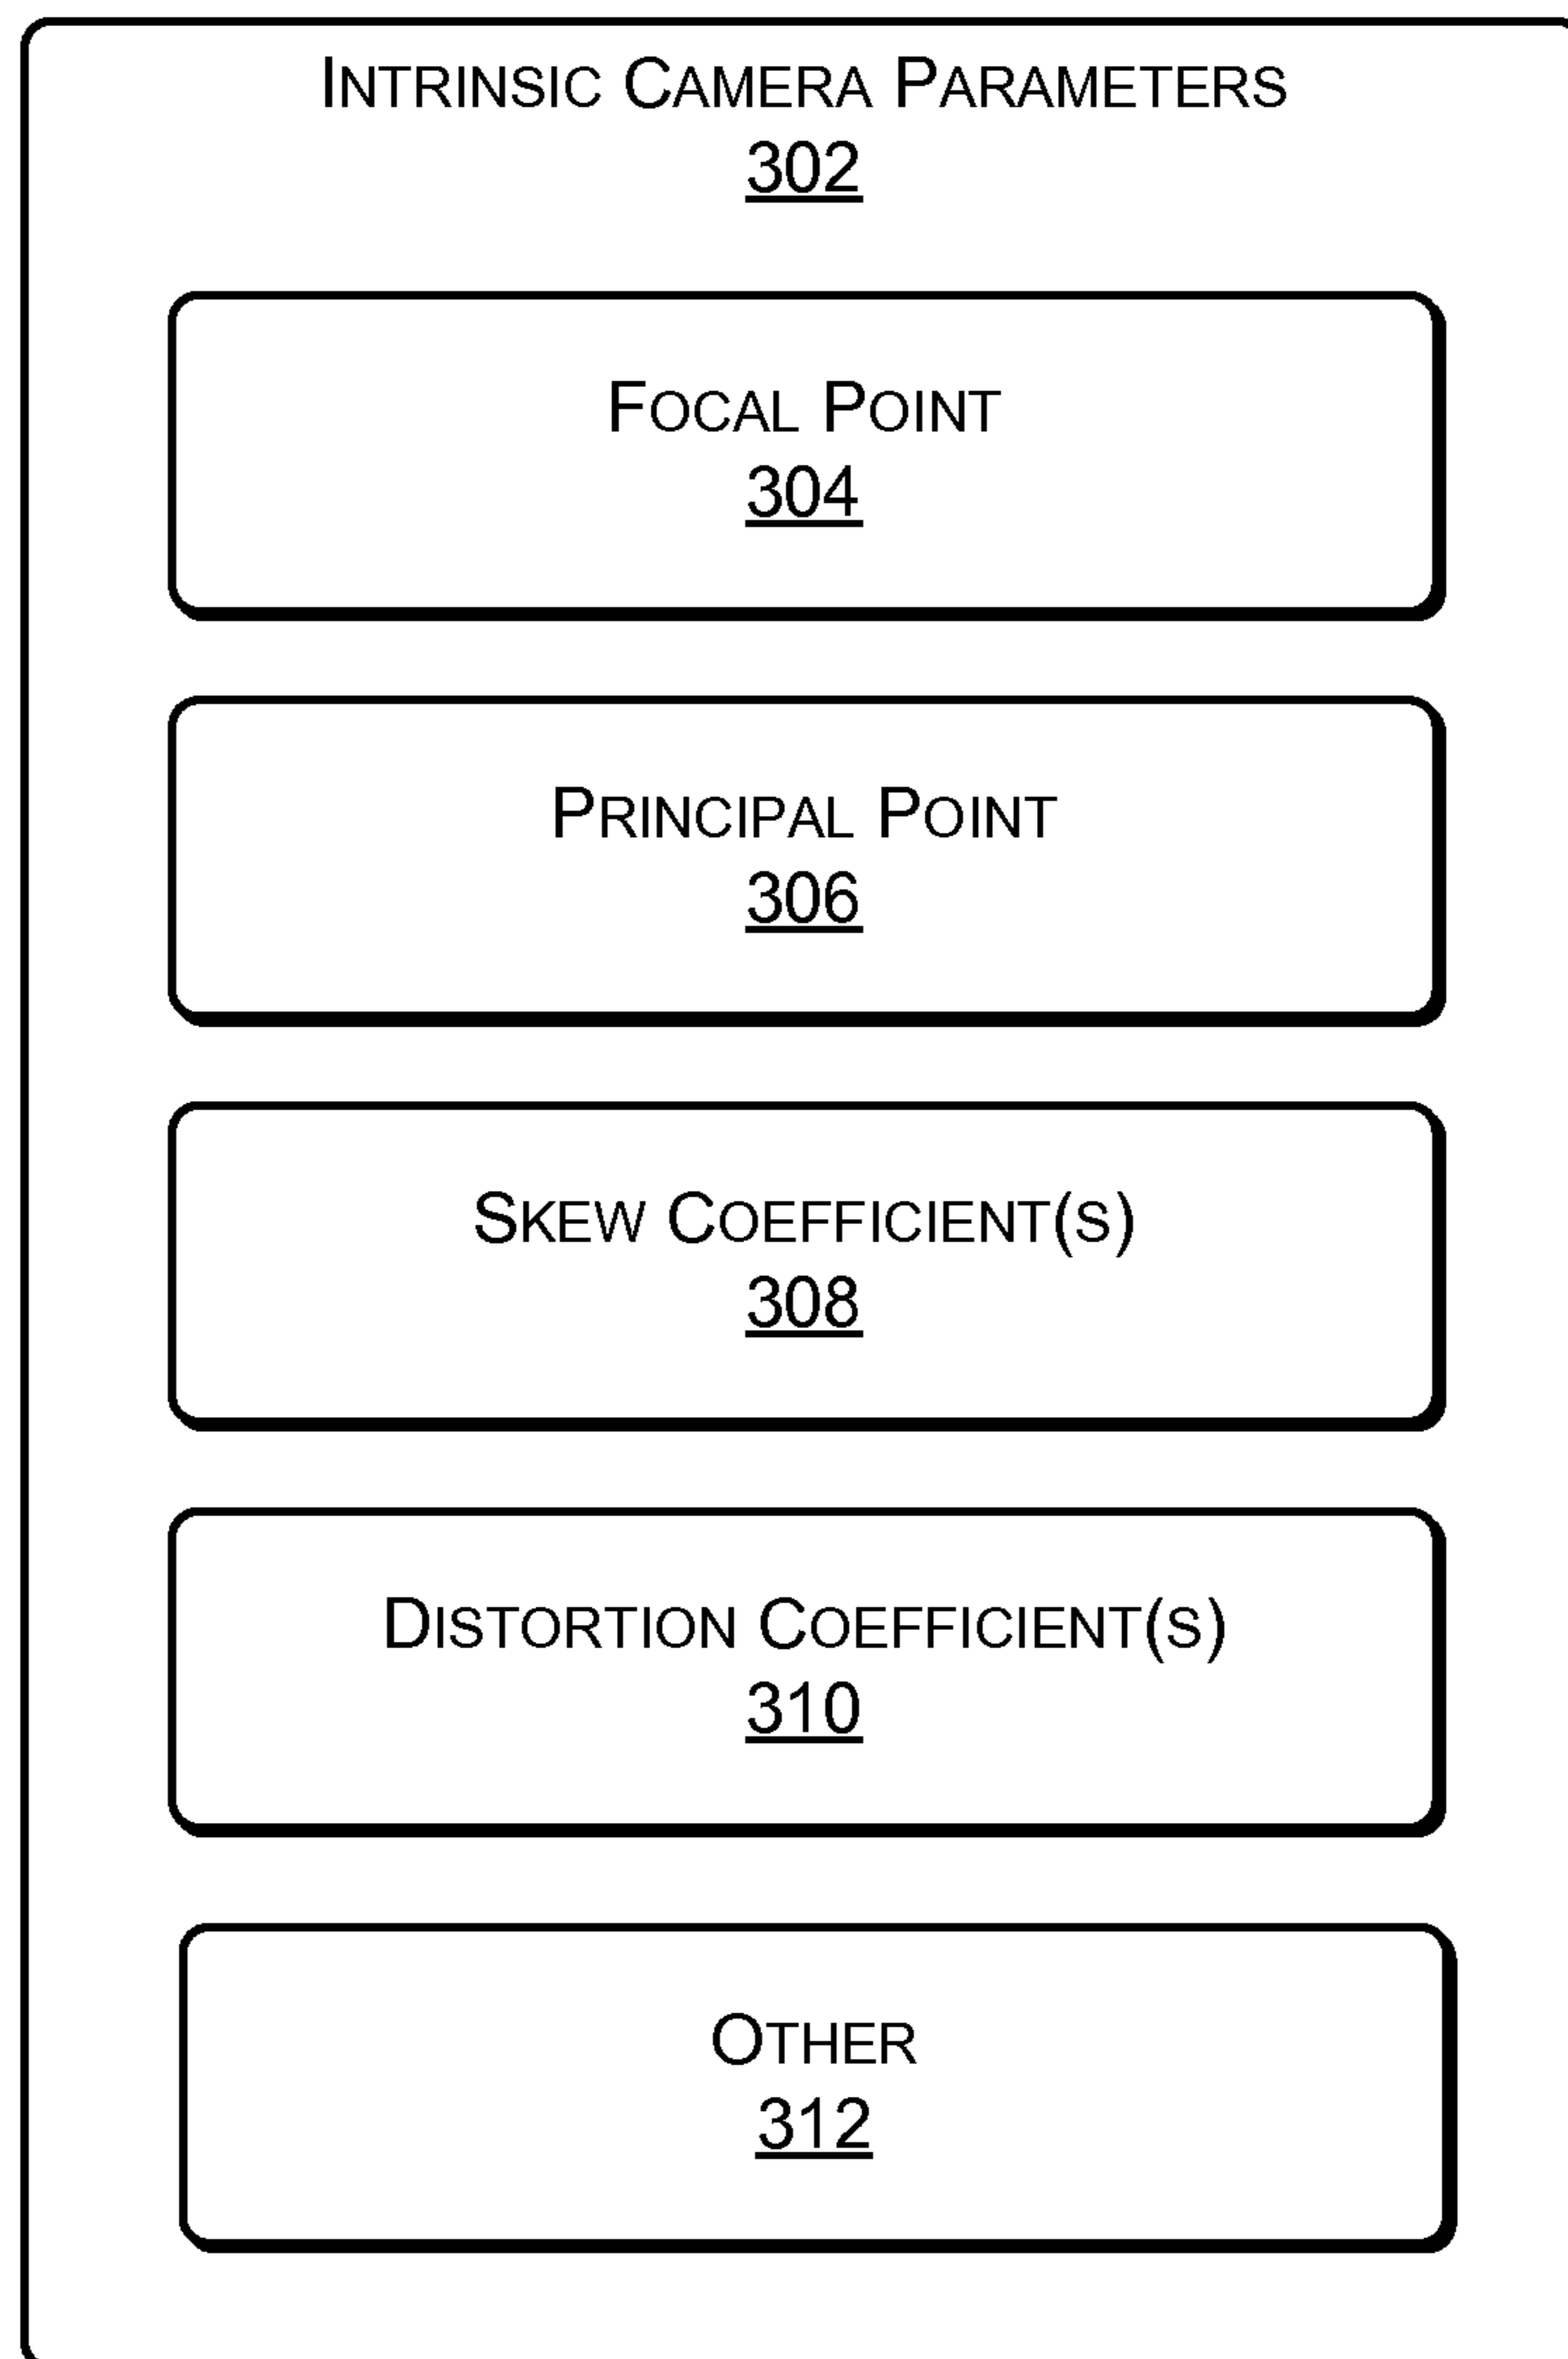 INTRINSIC CAMERA PARAMETERS
302
FOCAL POINT
304
PRINCIPAL POINT
306
SKEW COEFFICIENT(S)
308
DISTORTION COEFFICIENT(S)
310
OTHER
312